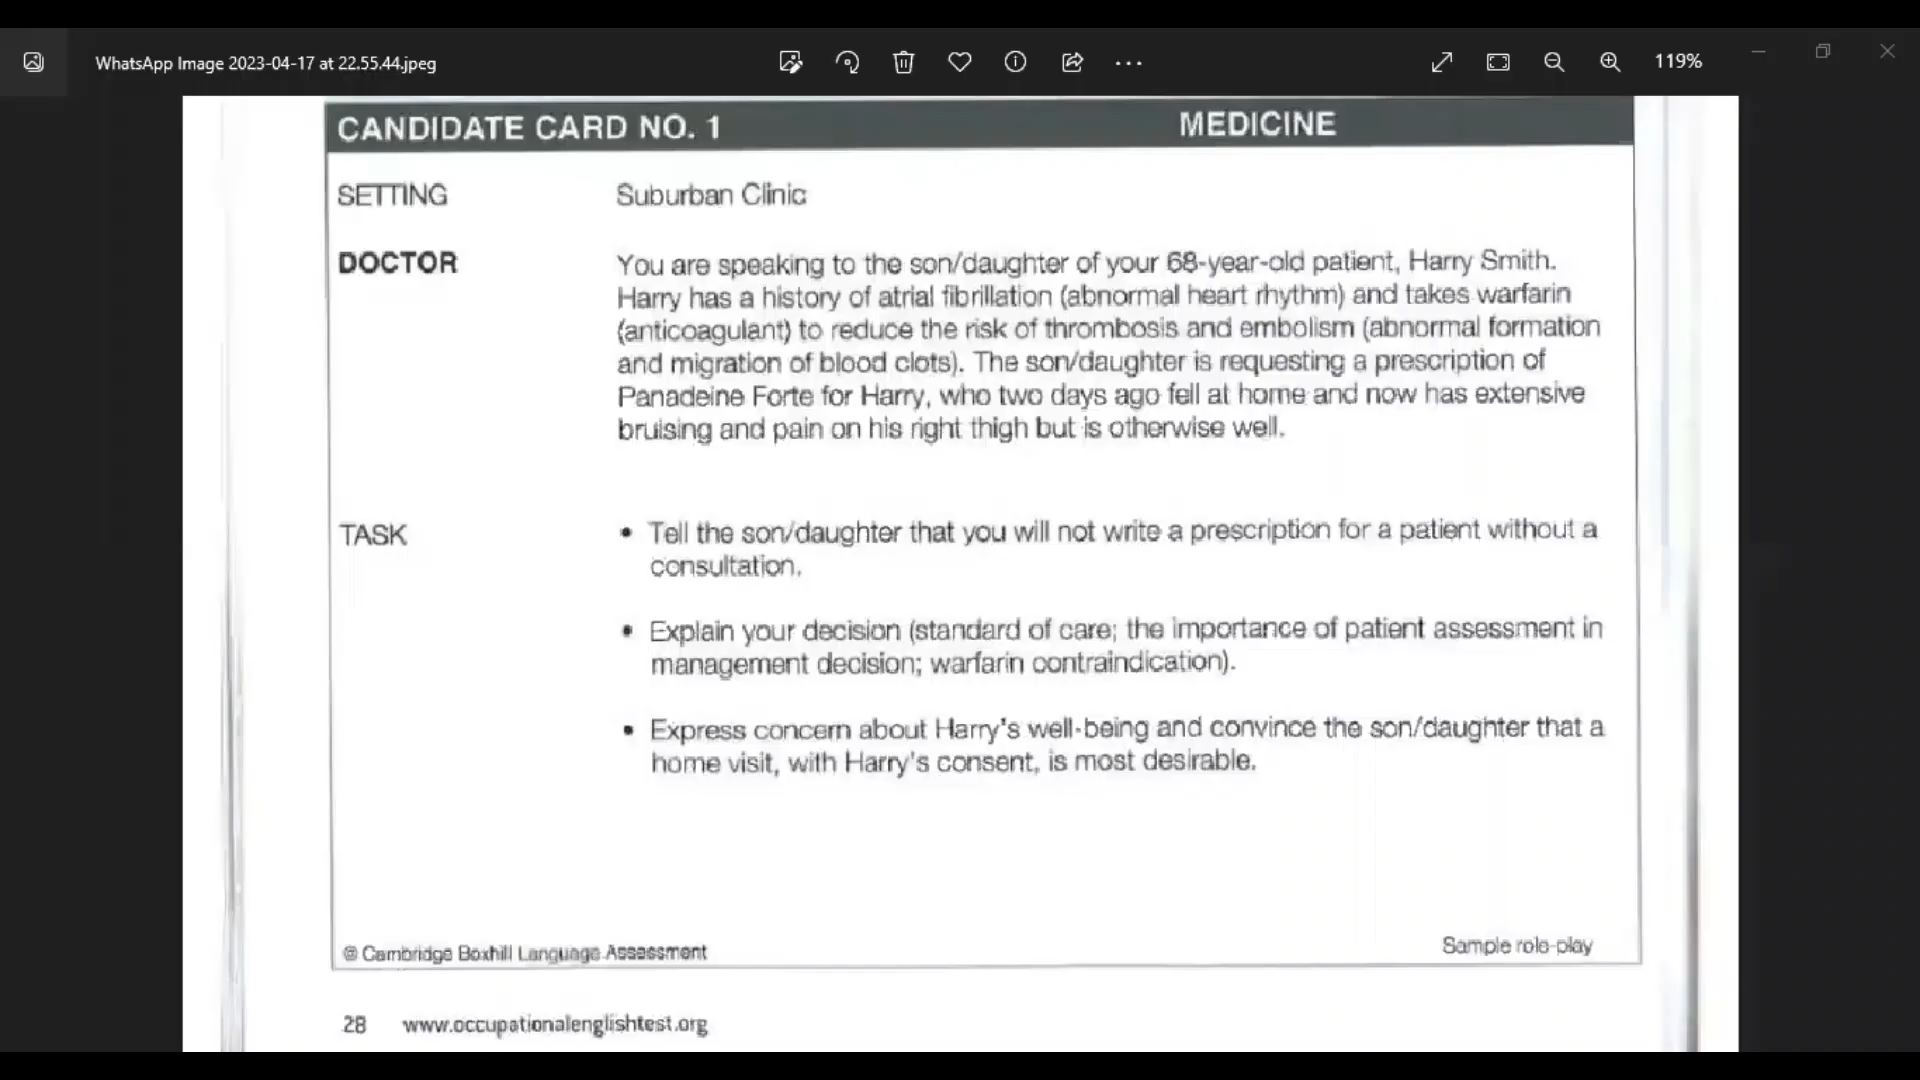 WhatsApp Image 2023-04-17 at 22.55.44.jpeg
119%
CANDIDATE CARD NO. 1 MEDICINE
SETTING Suburban Clinic
DOCTOR You are speaking to the son/daughter of your 68-year-old patient, Harry Smith.
Harry has a history of atrial fibrillation (abnormal heart rhythm) and takes warfarin
(anticoagulant) to reduce the risk of thrombosis and embolism (abnormal formation
and migration of blood clots). The son/daughter is requesting a prescription of
Panadeine Forte for Harry, who two days ago fell at home and now has extensive
bruising and pain on his right thigh but is otherwise well.
TASK • Tell the son/daughter that you will not write a prescription for a patient without a
consultation.
• Explain your decision (standard of care; the importance of patient assessment in
management decision; warfarin contraindication).
• Express concern about Harry's well-being and convince the son/daughter that a
home visit, with Harry's consent, is most desirable.
© Cambridge Boxhill Language Assessment Sample role-play
28 www.occupationalenglishtest.org